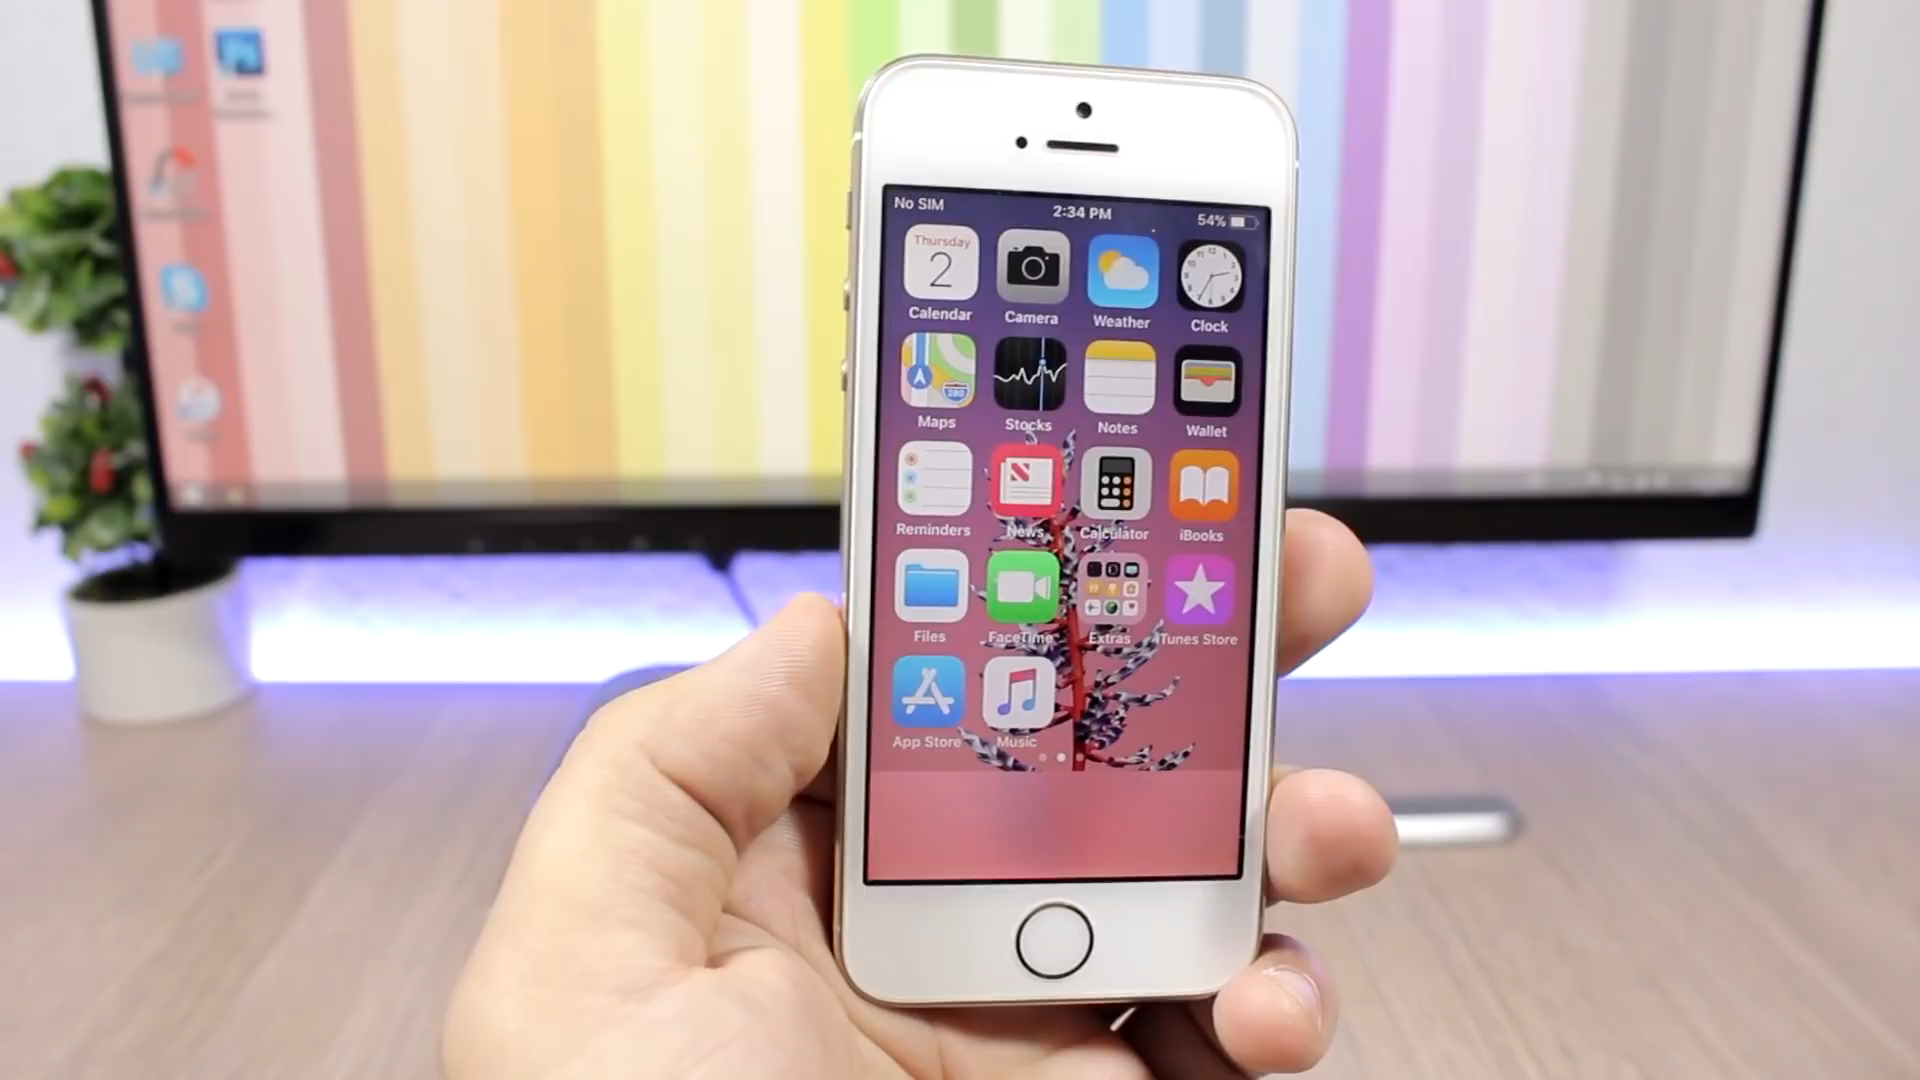 No SIM 2:34 PM 54%
Thursday
2
Calendar Camera Weather Clock
280
Maps Stocks Notes Wallet
Reminders News Calculator iBooks
Files FaceTime Extras iTunes Store
App Store Music